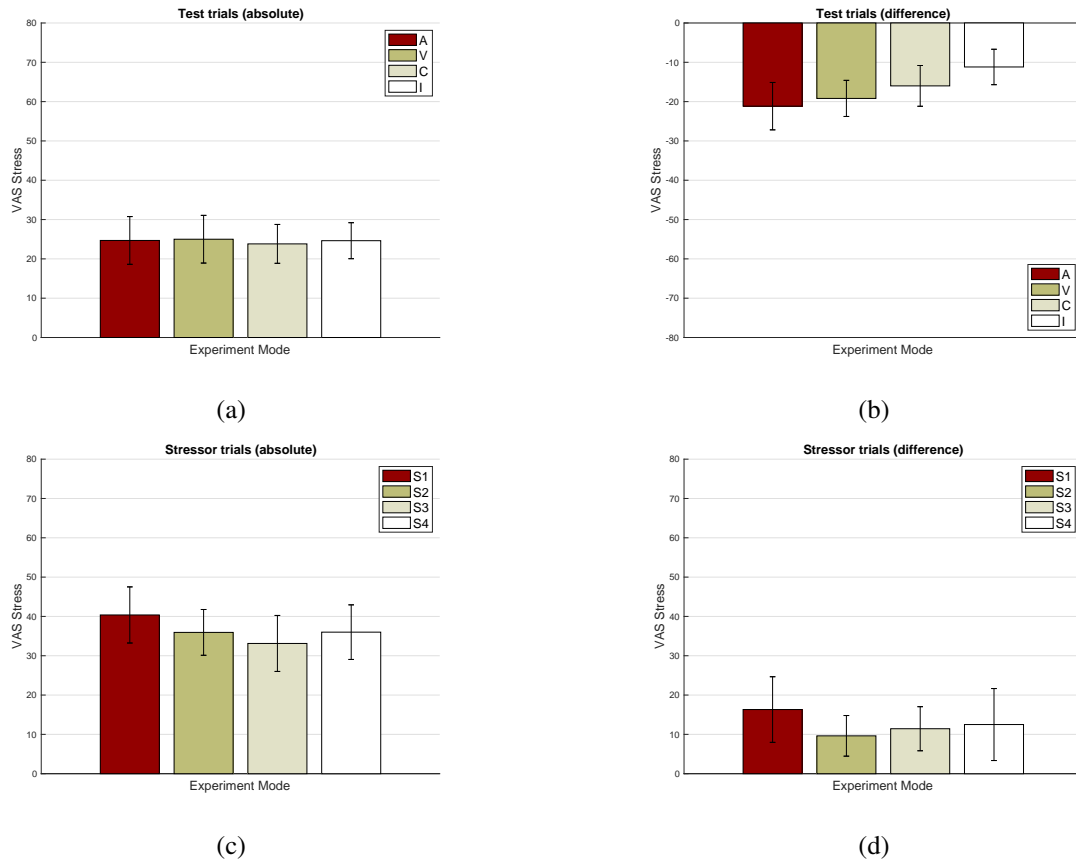 Test trials (absolute)
80
70
60
50
40
30
20
10
0
VAS Stress
A
V
C
I
Experiment Mode
(a)
Test trials (difference)
-0
-10
-20
-30
-40
-50
-60
-70
-80
VAS Stress
A
V
C
I
Experiment Mode
(b)
Stressor trials (absolute)
80
70
60
50
40
30
20
10
0
VAS Stress
S1
S2
S3
S4
Experiment Mode
(c)
Stressor trials (difference)
80
70
60
50
40
30
20
10
0
VAS Stress
S1
S2
S3
S4
Experiment Mode
(d)